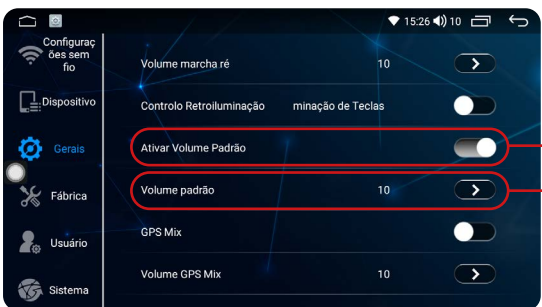 15:26 10
Configuraç
ões sem
fio
Dispositivo
Gerais
Fábrica
Usuário
Sistema
Volume marcha ré 10
Controlo Retroiluminação minação de Teclas
Ativar Volume Padrão
Volume padrão 10
GPS Mix
Volume GPS Mix 10